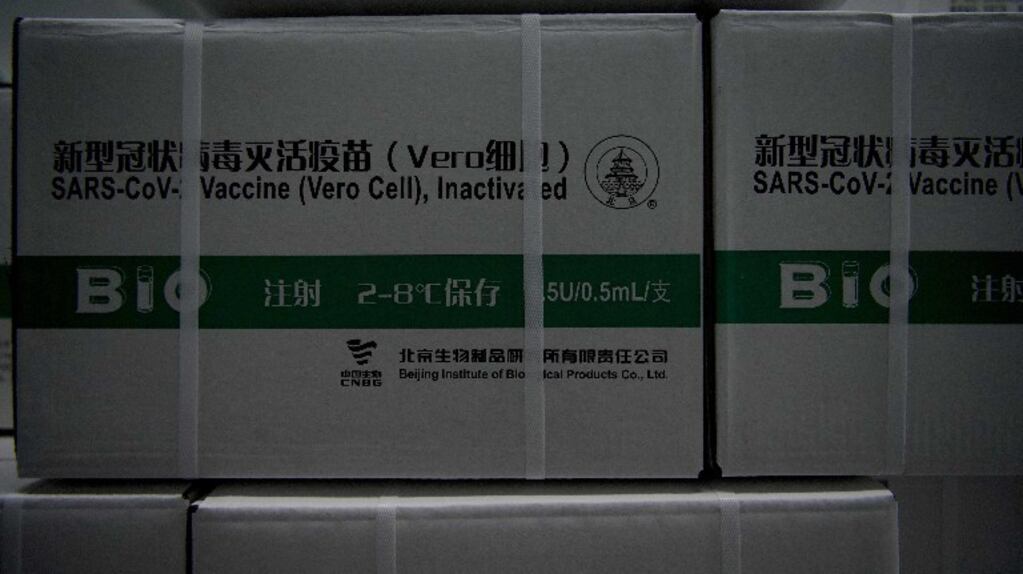 新型冠状病毒灭活疫苗（Vero细胞）
SARS-CoV-2 Vaccine (Vero Cell), Inactivated
BIO 注射 2-8℃保存 .5U/0.5mL/支
中国生物
CNBG
北京生物制品研究所有限责任公司
Beijing Institute of Biological Products Co., Ltd.
新型冠状病毒灭活
SARS-CoV-2 Vaccine (V
BIO 注射